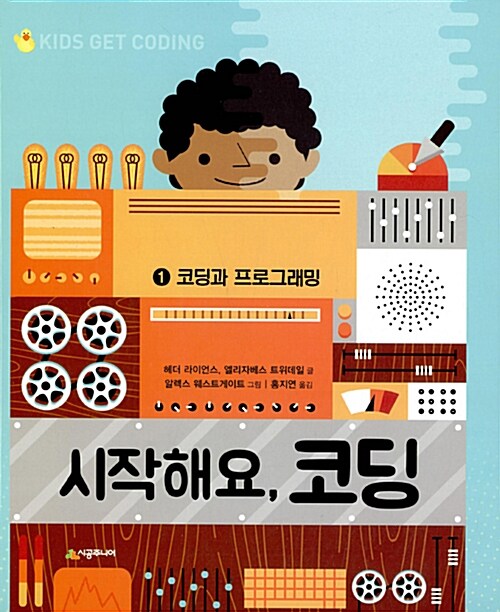 KIDS GET CODING
1 코딩과 프로그래밍
헤더 라이언스, 엘리자베스 트위데일 글
알렉스 웨스트게이트 그림 | 홍지연 옮김
시작해요, 코딩
시공주니어